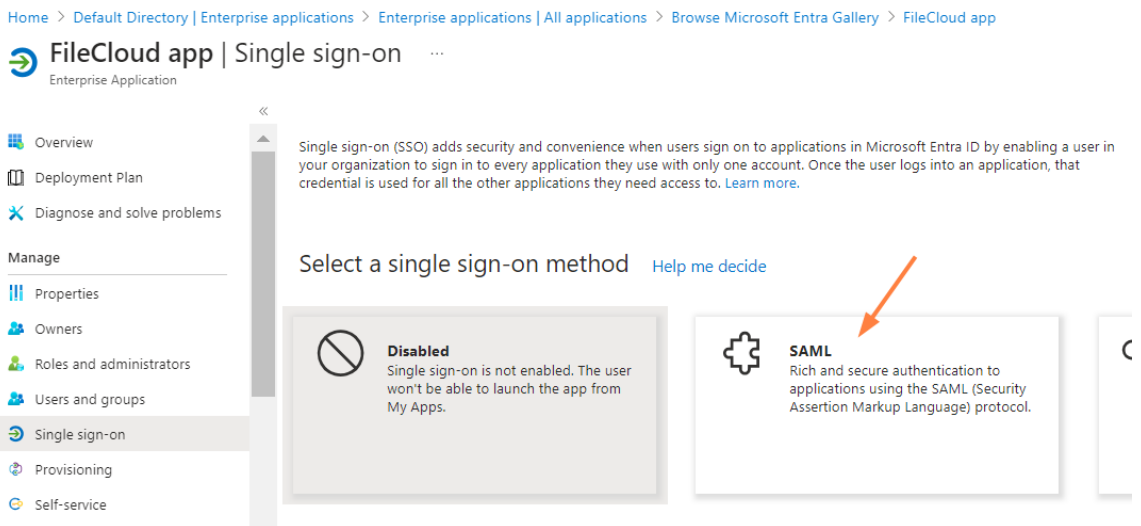 Home > Default Directory | Enterprise applications > Enterprise applications | All applications > Browse Microsoft Entra Gallery > FileCloud app
FileCloud app | Single sign-on ...
Enterprise Application
«
Overview
Deployment Plan
Diagnose and solve problems
Manage
Properties
Owners
Roles and administrators
Users and groups
Single sign-on
Provisioning
Self-service
Single sign-on (SSO) adds security and convenience when users sign on to applications in Microsoft Entra ID by enabling a user in
your organization to sign in to every application they use with only one account. Once the user logs into an application, that
credential is used for all the other applications they need access to. Learn more.
Select a single sign-on method Help me decide
Disabled
Single sign-on is not enabled. The user
won't be able to launch the app from
My Apps.
SAML
Rich and secure authentication to
applications using the SAML (Security
Assertion Markup Language) protocol.